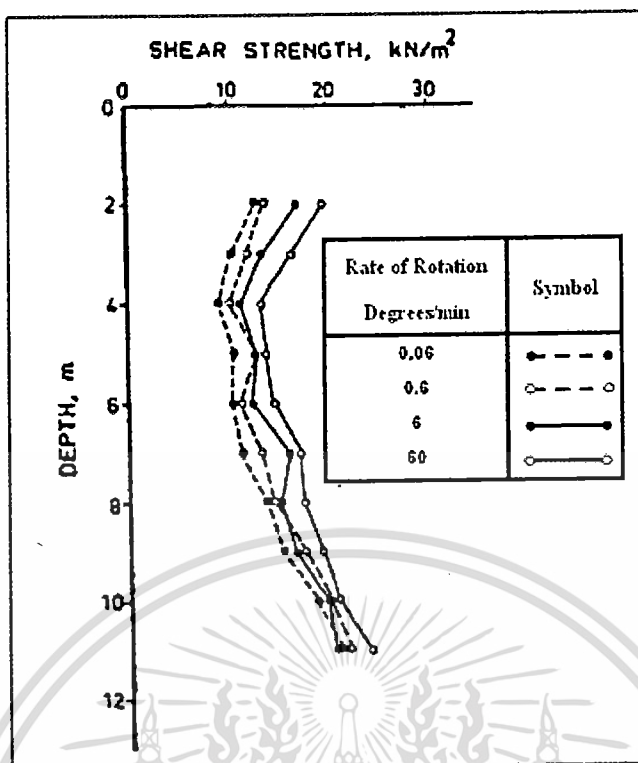 SHEAR STRENGTH, kN/m²
0 10 20 30
0
2
4
6
8
10
12
DEPTH, m
Rate of Rotation Symbol
Degrees/min
0.06
0.6
6
60